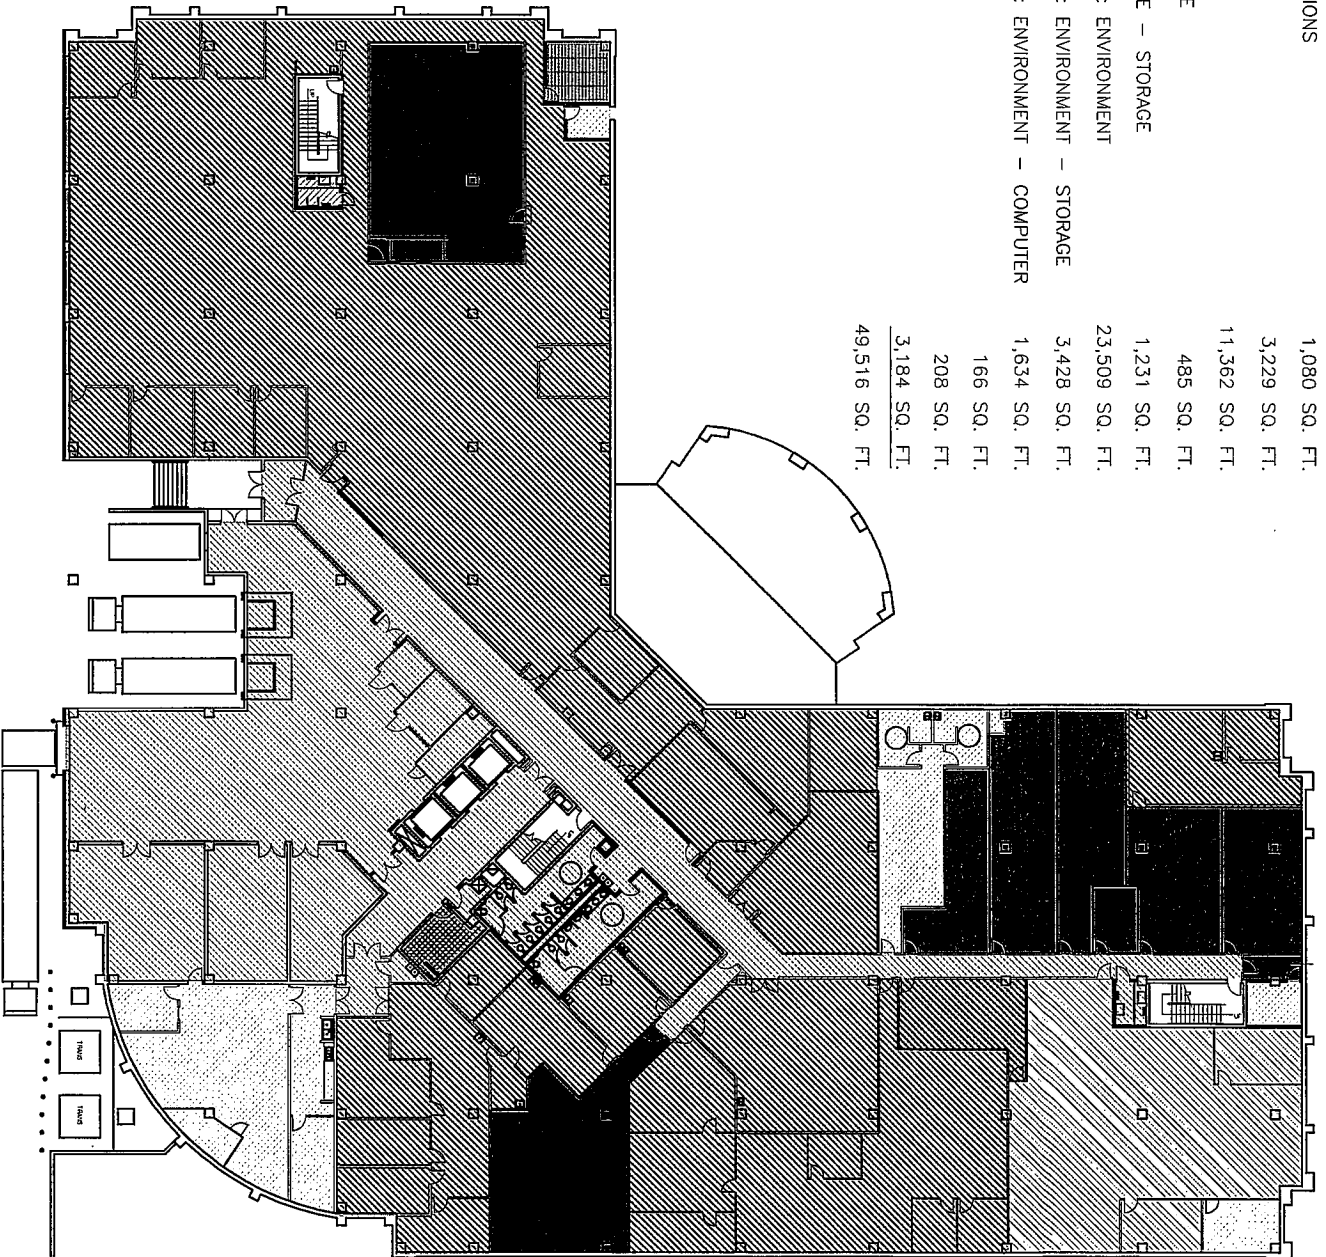 IONS 1,080 SQ. FT.
3,229 SQ. FT.
11,362 SQ. FT.
E 485 SQ. FT.
E – STORAGE 1,231 SQ. FT.
ENVIRONMENT 23,509 SQ. FT.
ENVIRONMENT – STORAGE 3,428 SQ. FT.
ENVIRONMENT – COMPUTER 1,634 SQ. FT.
166 SQ. FT.
208 SQ. FT.
3,184 SQ. FT.
49,516 SQ. FT.
TRANS
TRANS